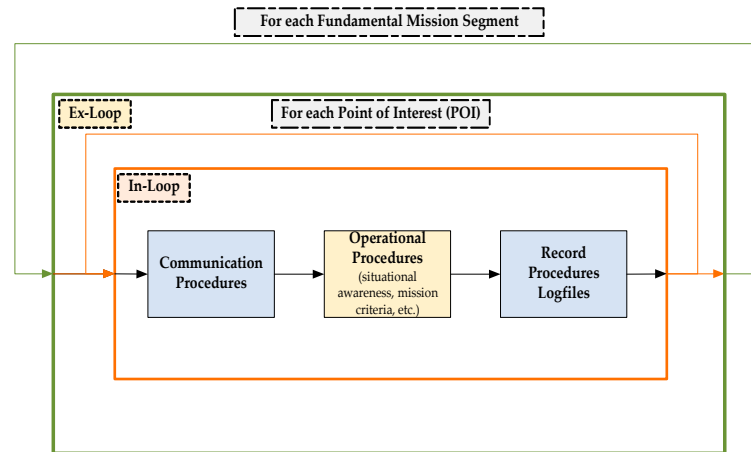 For each Fundamental Mission Segment
Ex-Loop
For each Point of Interest (POI)
In-Loop
Communication
Procedures
Operational
Procedures
(situational
awareness, mission
criteria, etc.)
Record
Procedures
Logfiles